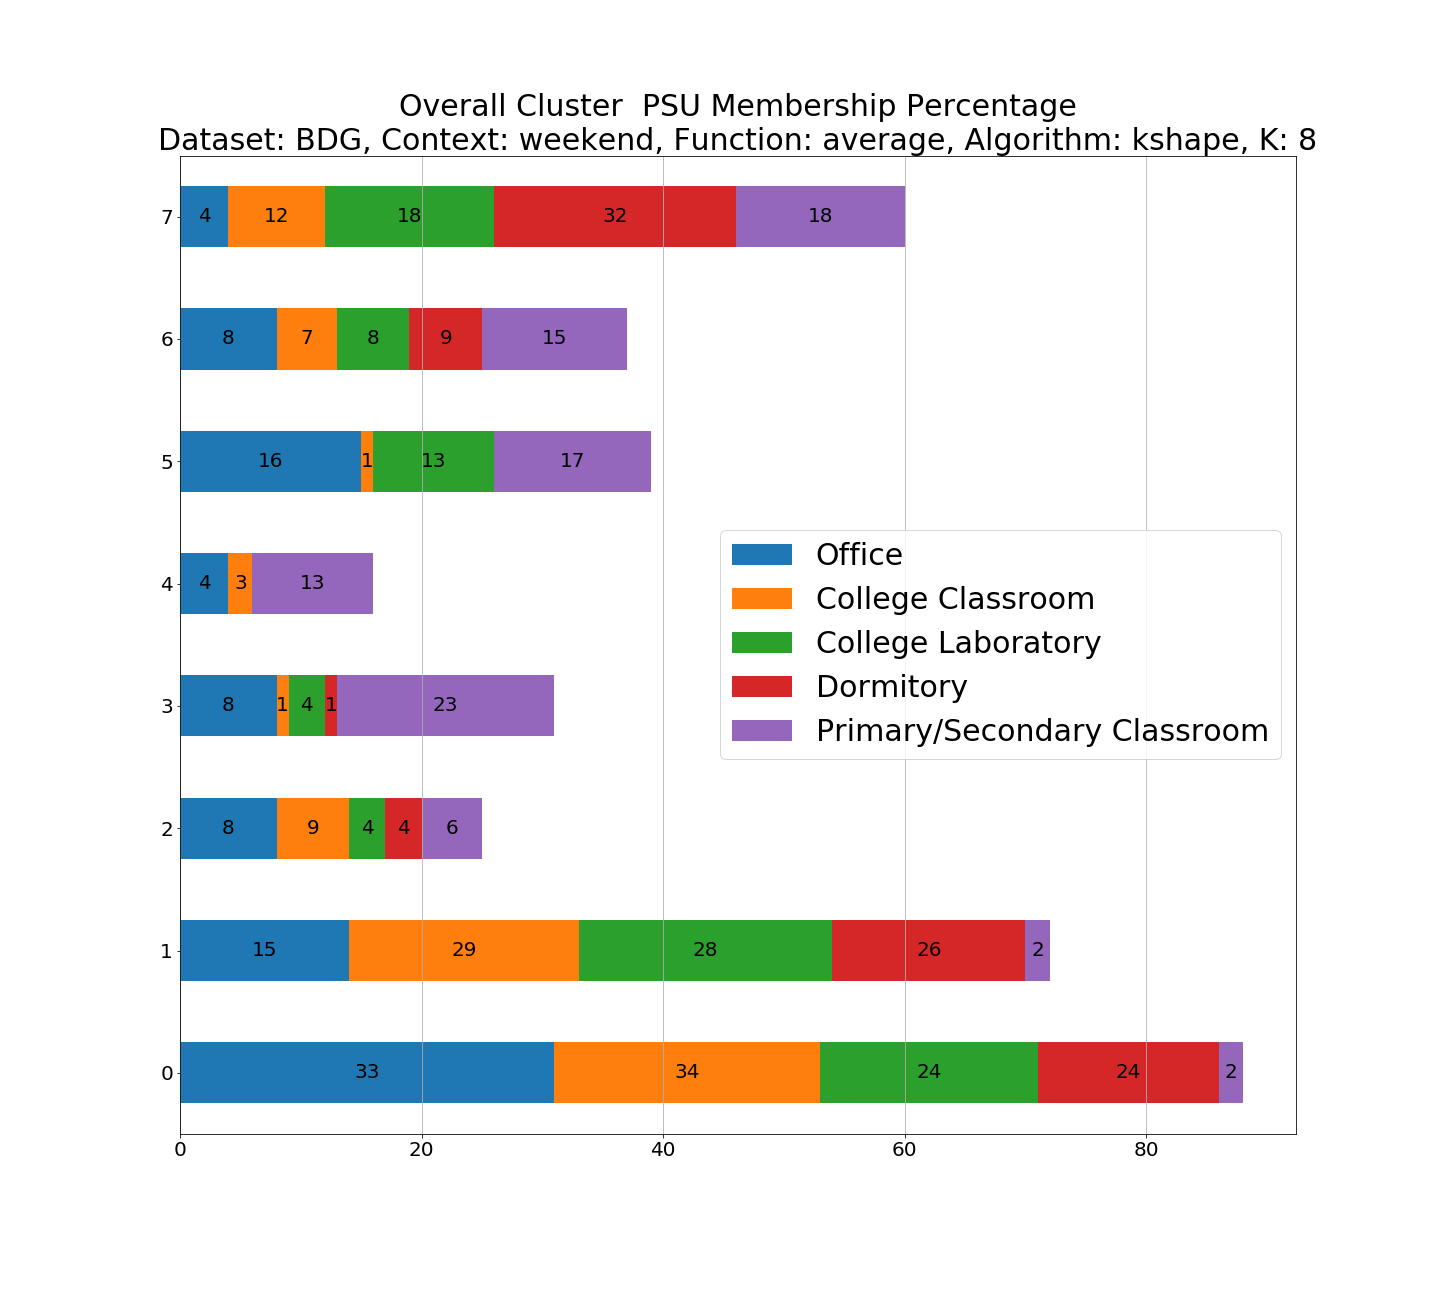 Overall Cluster  PSU Membership Percentage
Dataset: BDG, Context: weekend, Function: average, Algorithm: kshape, K: 8
7 4 12 18 32 18
6 8 7 8 9 15
5 16 1 13 17
4 4 3 13
3 8 1 4 1 23
2 8 9 4 4 6
1 15 29 28 26 2
0 33 34 24 24 2
0 20 40 60 80
Office
College Classroom
College Laboratory
Dormitory
Primary/Secondary Classroom